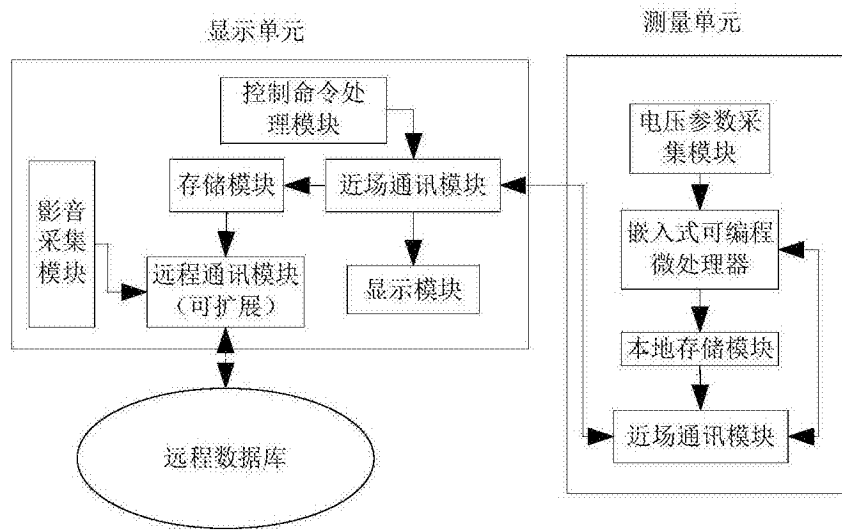 显示单元
控制命令处
理模块
存储模块
近场通讯模块
影音
采集
模块
远程通讯模块
（可扩展）
显示模块
远程数据库
测量单元
电压参数采
集模块
嵌入式可编程
微处理器
本地存储模块
近场通讯模块